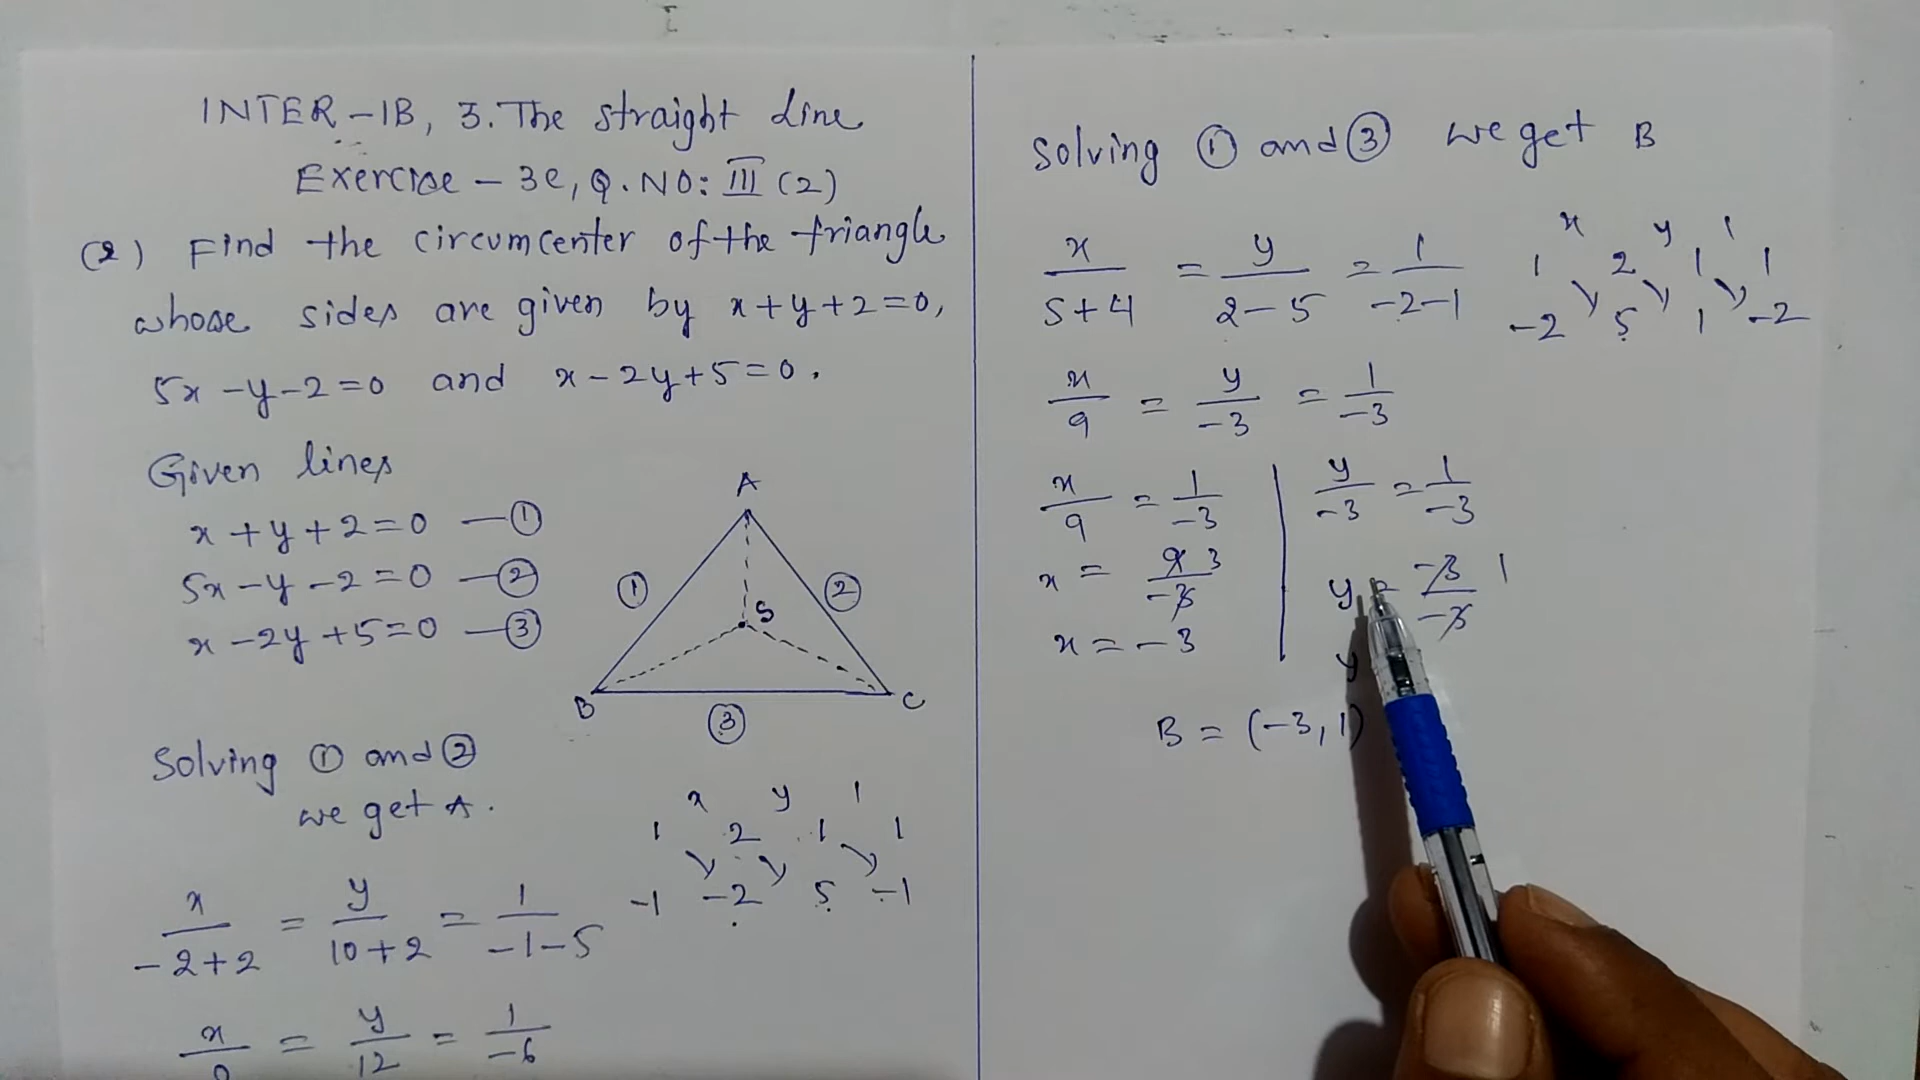 INTER-IB, 3. The straight Line
Exercise - 3e, Q. NO: III (2)
(2) Find the circumcenter of the triangle
whose sides are given by x+y+2=0,
5x-y-2=0 and x-2y+5=0.
Given lines
x+y+2=0 —①
5x-y-2=0 —②
x-2y+5=0 —③
A
① ②
S
B C
③
Solving ① and ②
we get A.
x y 1
1 2 1 1
-1 -2 5 -1
x/(-2+2) = y/(10+2) = 1/(-1-5)
x/0 = y/12 = 1/-6
Solving ① and ③ we get B
x y 1
1 2 1 1
-2 5 1 -2
x/(5+4) = y/(2-5) = 1/(-2-1)
x/9 = y/-3 = 1/-3
x/9 = 1/-3 | y/-3 = 1/-3
x = 9/-3 3 | y = -3/-3 1
x = -3 | y
B = (-3, 1)